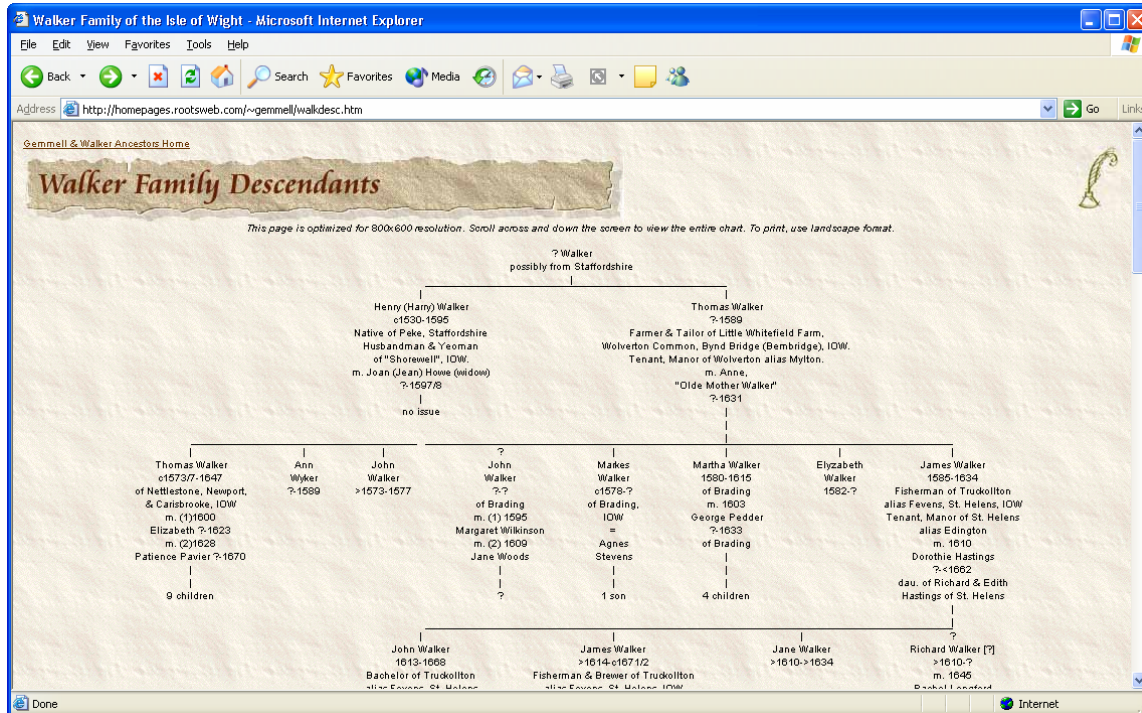 Walker Family of the Isle of Wight - Microsoft Internet Explorer
File Edit View Favorites Tools Help
Back Search Favorites Media
Address http://homepages.rootsweb.com/~gemmell/walkdesc.htm Go Links
Gemmell & Walker Ancestors Home
Walker Family Descendants
This page is optimized for 800x600 resolution. Scroll across and down the screen to view the entire chart. To print, use landscape format.
? Walker
possibly from Staffordshire
Henry (Harry) Walker
c1530-1595
Native of Peke, Staffordshire
Husbandman & Yeoman
of "Shorewell", IOW.
m. Joan (Jean) Howe (widow)
?-1597/8
no issue
Thomas Walker
?-1589
Farmer & Tailor of Little Whitefield Farm,
Wolverton Common, Bynd Bridge (Bembridge), IOW.
Tenant, Manor of Wolverton alias Mylton.
m. Anne,
"Olde Mother Walker"
?-1631
Thomas Walker
c1573/7-1647
of Nettlestone, Newport,
& Carisbrooke, IOW
m. (1)1600
Elizabeth ?-1623
m. (2)1628
Patience Pavier ?-1670
9 children
Ann
Wyker
?-1589
John
Walker
>1573-1577
?
John
Walker
?-?
of Brading
m. (1) 1595
Margaret Wilkinson
m. (2) 1609
Jane Woods
?
Markes
Walker
c1578-?
of Brading,
IOW
=
Agnes
Stevens
1 son
Martha Walker
1580-1615
of Brading
m. 1603
George Pedder
?-1633
of Brading
4 children
Elyzabeth
Walker
1582-?
James Walker
1585-1634
Fisherman of Truckollton
alias Fevens, St. Helens, IOW
Tenant, Manor of St. Helens
alias Edington
m. 1610
Dorothie Hastings
?-<1662
dau. of Richard & Edith
Hastings of St. Helens
John Walker
1613-1668
Bachelor of Truckollton
alias Fevens, St. Helens,
James Walker
>1614-c1671/2
Fisherman & Brewer of Truckollton
alias Fevens, St. Helens, IOW
Jane Walker
>1610->1634
?
Richard Walker [?]
>1610-?
m. 1645
Rachel Longford
Done Internet